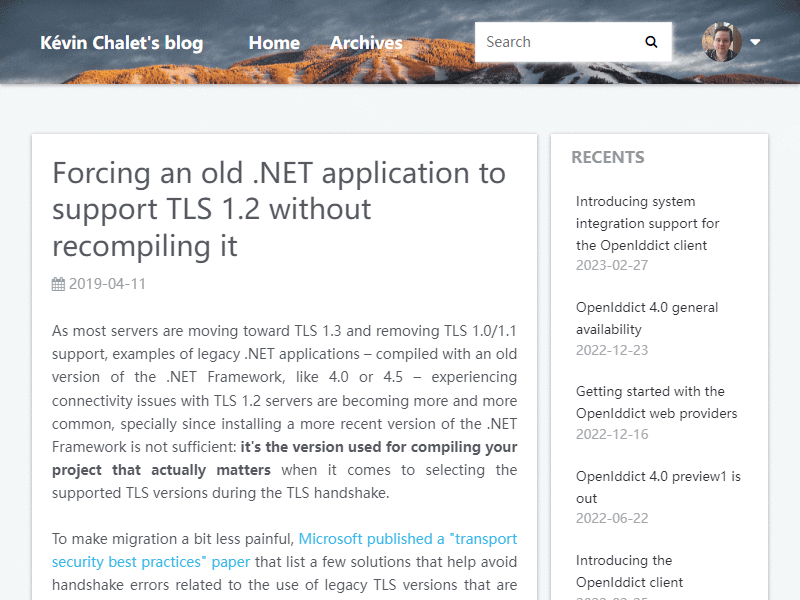 Kévin Chalet's blog Home Archives Search
Forcing an old .NET application to
support TLS 1.2 without
recompiling it
2019-04-11
As most servers are moving toward TLS 1.3 and removing TLS 1.0/1.1
support, examples of legacy .NET applications – compiled with an old
version of the .NET Framework, like 4.0 or 4.5 – experiencing
connectivity issues with TLS 1.2 servers are becoming more and more
common, specially since installing a more recent version of the .NET
Framework is not sufficient: it's the version used for compiling your
project that actually matters when it comes to selecting the
supported TLS versions during the TLS handshake.
To make migration a bit less painful, Microsoft published a "transport
security best practices" paper that list a few solutions that help avoid
handshake errors related to the use of legacy TLS versions that are
RECENTS
Introducing system
integration support for
the OpenIddict client
2023-02-27
OpenIddict 4.0 general
availability
2022-12-23
Getting started with the
OpenIddict web providers
2022-12-16
OpenIddict 4.0 preview1 is
out
2022-06-22
Introducing the
OpenIddict client